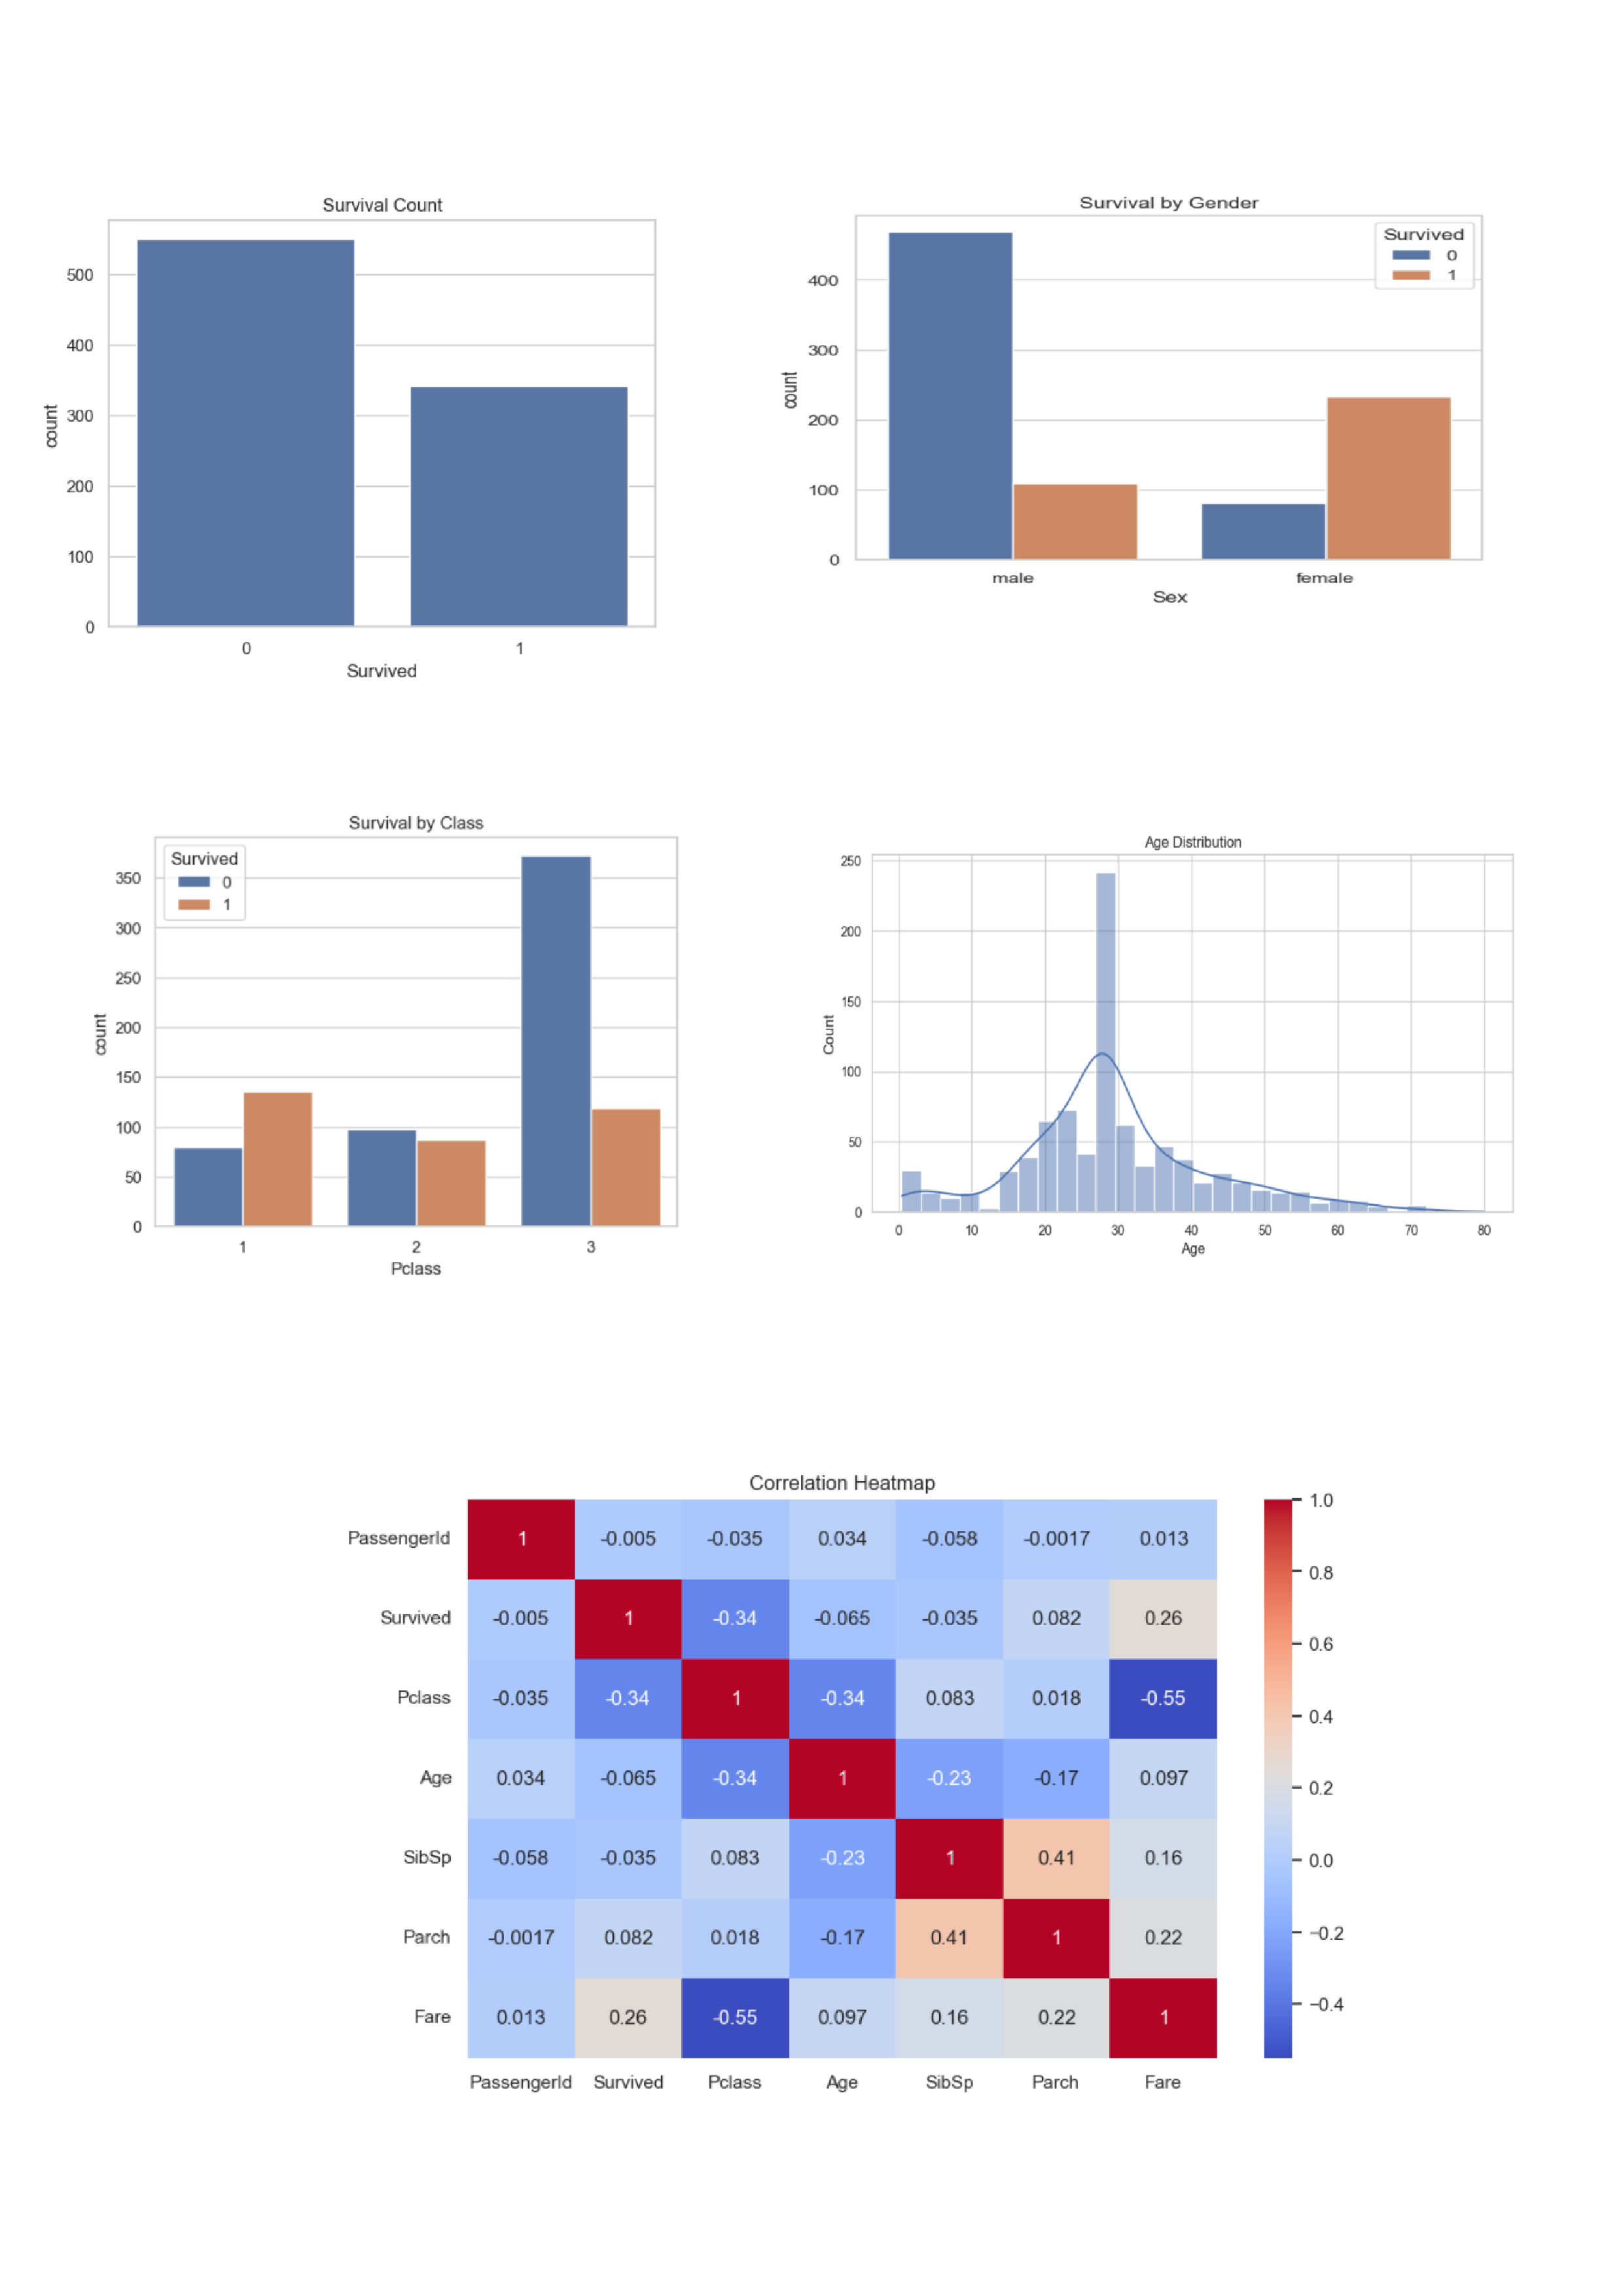 Survival Count
500
400
300
200
100
0
count
0 1
Survived
Survival by Gender
Survived
0
1
400
300
200
100
0
count
male female
Sex
Survival by Class
Survived
0
1
350
300
250
200
150
100
50
0
count
1 2 3
Pclass
Age Distribution
250
200
150
100
50
0
Count
0 10 20 30 40 50 60 70 80
Age
Correlation Heatmap
PassengerId 1 -0.005 -0.035 0.034 -0.058 -0.0017 0.013
Survived -0.005 1 -0.34 -0.065 -0.035 0.082 0.26
Pclass -0.035 -0.34 1 -0.34 0.083 0.018 -0.55
Age 0.034 -0.065 -0.34 1 -0.23 -0.17 0.097
SibSp -0.058 -0.035 0.083 -0.23 1 0.41 0.16
Parch -0.0017 0.082 0.018 -0.17 0.41 1 0.22
Fare 0.013 0.26 -0.55 0.097 0.16 0.22 1
PassengerId Survived Pclass Age SibSp Parch Fare
1.0
0.8
0.6
0.4
0.2
0.0
−0.2
−0.4